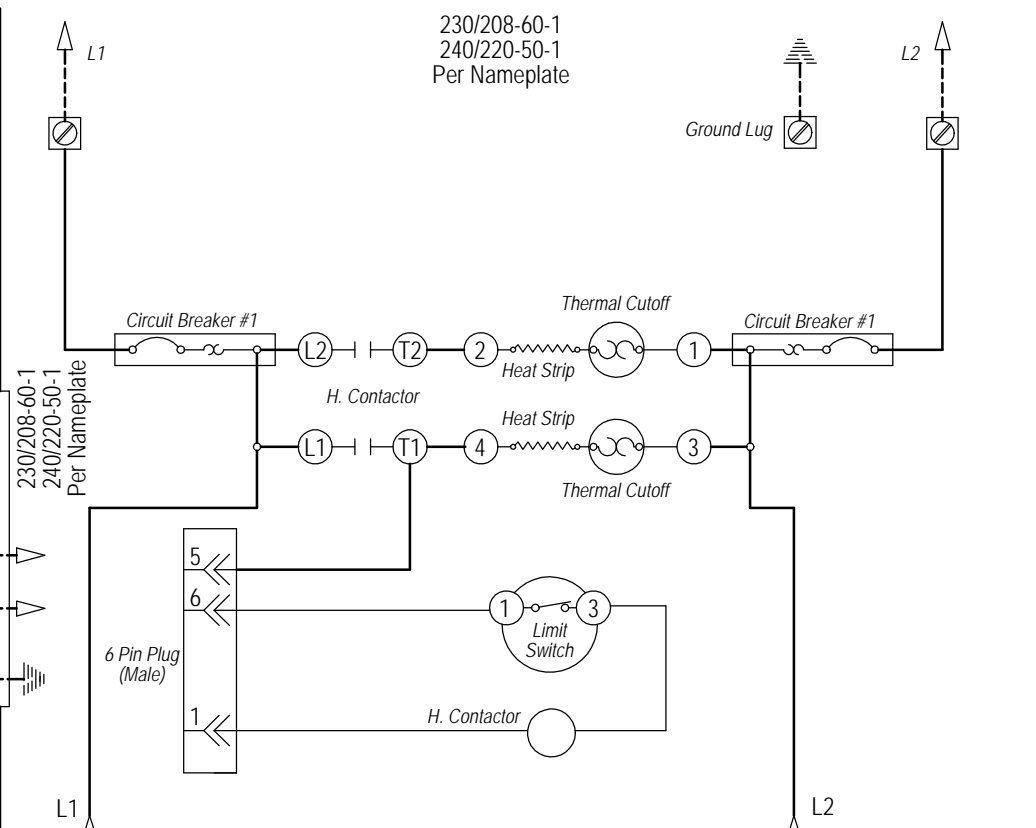 230/208-60-1
240/220-50-1
Per Nameplate
L1
L2
Ground Lug
Thermal Cutoff
Circuit Breaker #1
Circuit Breaker #1
L2
T2
2
1
Heat Strip
H. Contactor
230/208-60-1
240/220-50-1
Per Nameplate
Heat Strip
L1
T1
4
3
Thermal Cutoff
5
6
1
3
Limit
Switch
6 Pin Plug
(Male)
1
H. Contactor
L1
L2